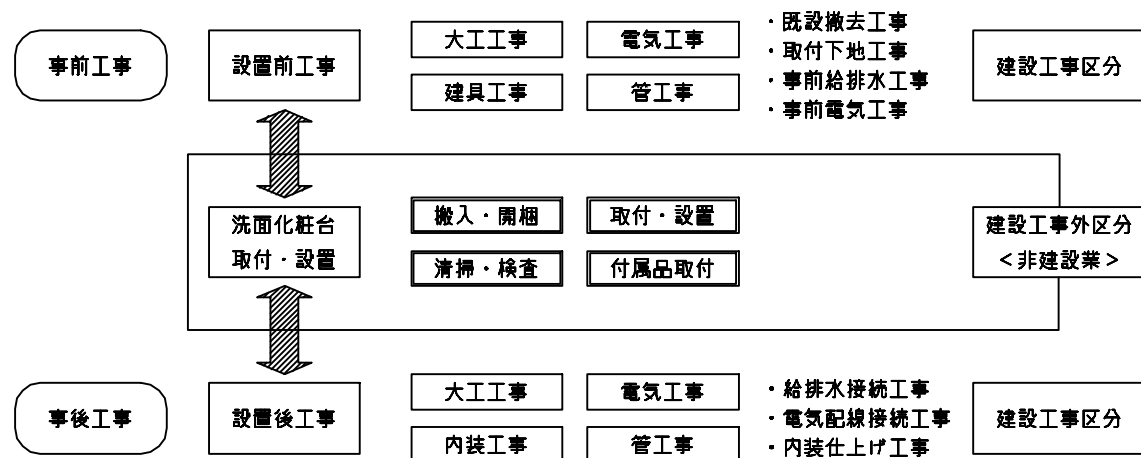 事前工事
設置前工事
大工工事
電気工事
建具工事
管工事
・既設撤去工事
・取付下地工事
・事前給排水工事
・事前電気工事
建設工事区分
洗面化粧台
取付・設置
搬入・開梱
取付・設置
清掃・検査
付属品取付
建設工事外区分
＜非建設業＞
事後工事
設置後工事
大工工事
電気工事
内装工事
管工事
・給排水接続工事
・電気配線接続工事
・内装仕上げ工事
建設工事区分